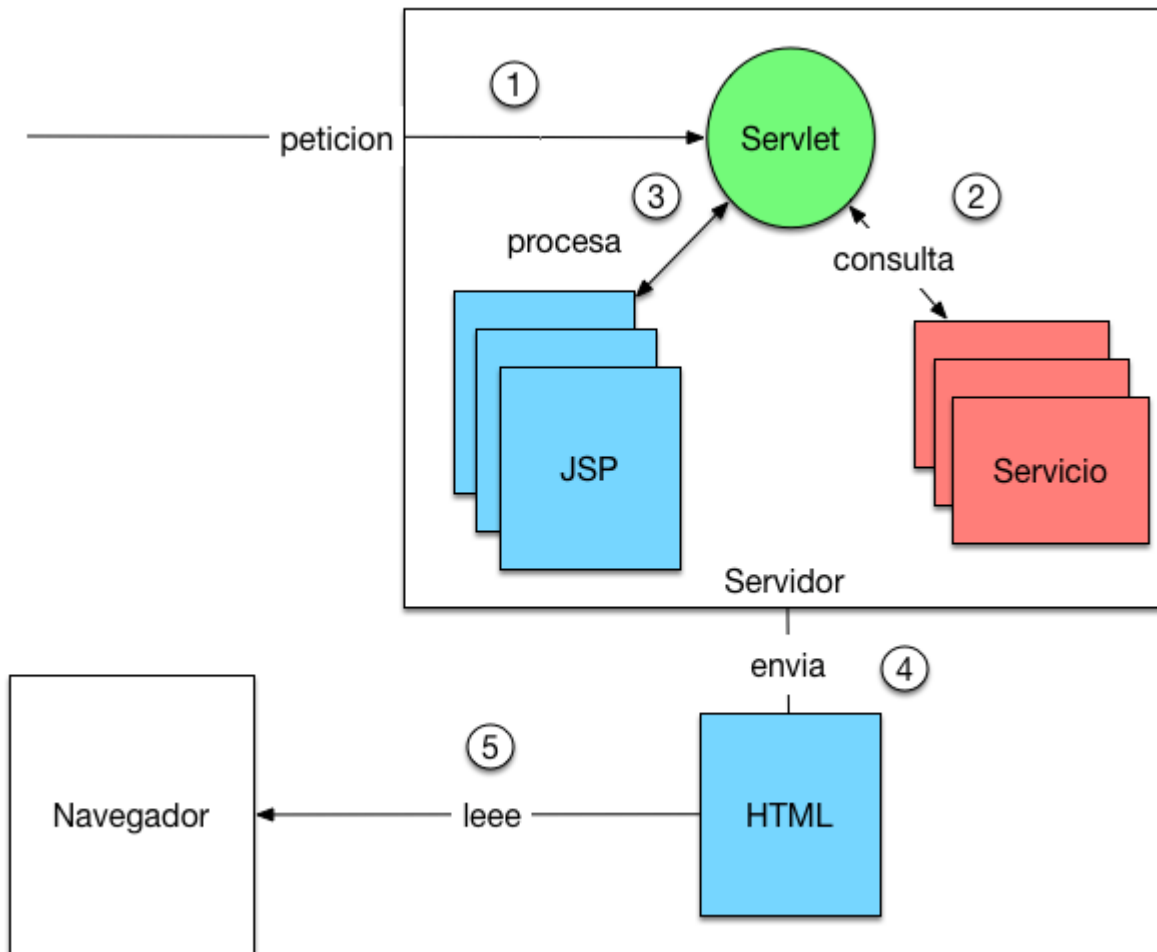 1
peticion
Servlet
3
2
procesa
consulta
JSP
Servicio
Servidor
envia
4
5
Navegador
leee
HTML